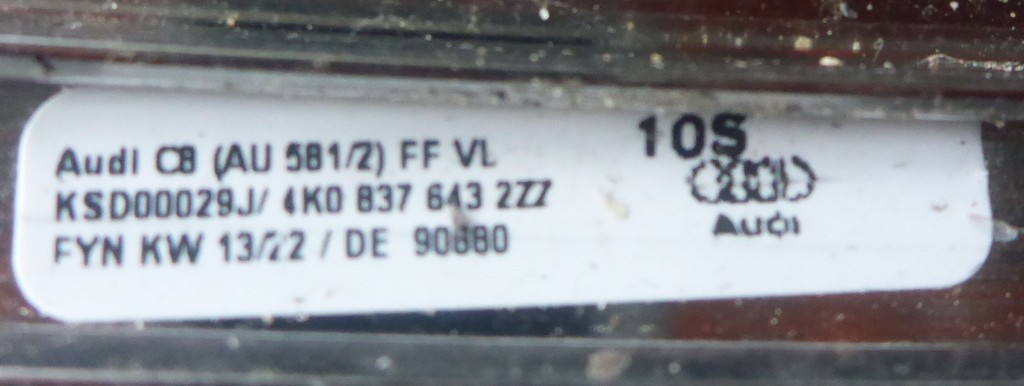 Audi C8 (AU 581/2) FF VL
KSD00029J/ 4K0 837 643 2ZZ
FYN KW 13/22 / DE 90880
10S
Audi